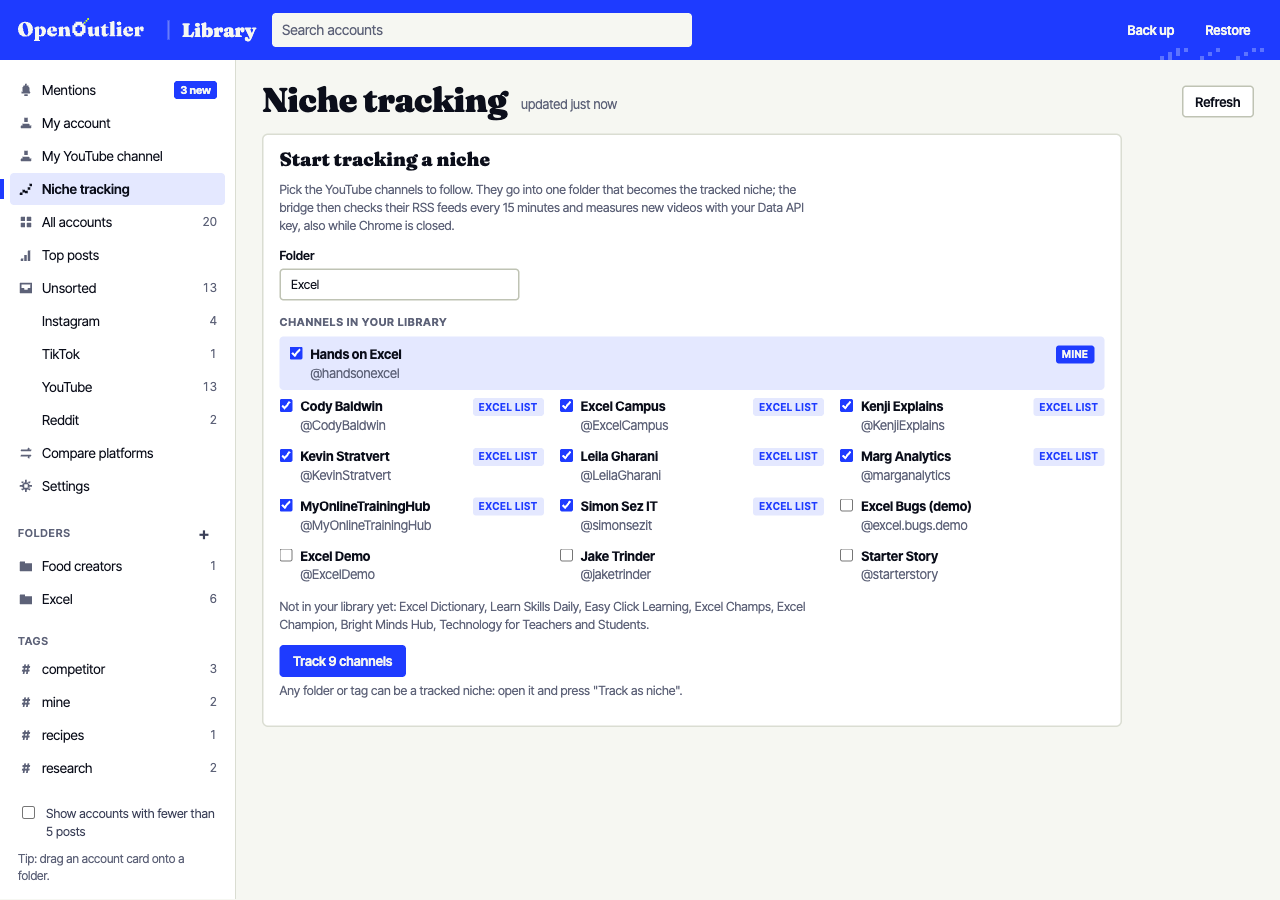 OpenOutlier
Library
Search accounts
Back up
Restore
Mentions
3 new
My account
My YouTube channel
Niche tracking
All accounts
20
Top posts
Unsorted
13
Instagram
4
TikTok
1
YouTube
13
Reddit
2
Compare platforms
Settings
FOLDERS
+
Food creators
1
Excel
6
TAGS
# competitor
3
# mine
2
# recipes
1
# research
2
Show accounts with fewer than
5 posts
Tip: drag an account card onto a
folder.
Niche tracking
updated just now
Refresh
Start tracking a niche
Pick the YouTube channels to follow. They go into one folder that becomes the tracked niche; the
bridge then checks their RSS feeds every 15 minutes and measures new videos with your Data API
key, also while Chrome is closed.
Folder
Excel
CHANNELS IN YOUR LIBRARY
Hands on Excel
MINE
@handsonexcel
Cody Baldwin
EXCEL LIST
@CodyBaldwin
Excel Campus
EXCEL LIST
@ExcelCampus
Kenji Explains
EXCEL LIST
@KenjiExplains
Kevin Stratvert
EXCEL LIST
@KevinStratvert
Leila Gharani
EXCEL LIST
@LeilaGharani
Marg Analytics
EXCEL LIST
@marganalytics
MyOnlineTrainingHub
EXCEL LIST
@MyOnlineTrainingHub
Simon Sez IT
EXCEL LIST
@simonsezit
Excel Bugs (demo)
@excel.bugs.demo
Excel Demo
@ExcelDemo
Jake Trinder
@jaketrinder
Starter Story
@starterstory
Not in your library yet: Excel Dictionary, Learn Skills Daily, Easy Click Learning, Excel Champs, Excel
Champion, Bright Minds Hub, Technology for Teachers and Students.
Track 9 channels
Any folder or tag can be a tracked niche: open it and press "Track as niche".